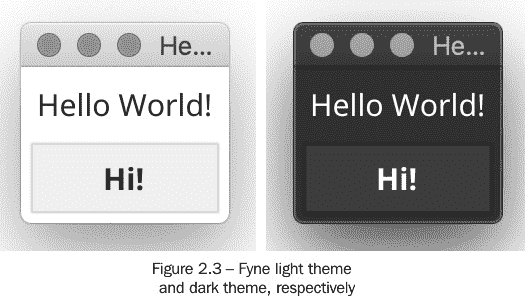 He...
Hello World!
Hi!
He...
Hello World!
Hi!
Figure 2.3 – Fyne light theme
and dark theme, respectively